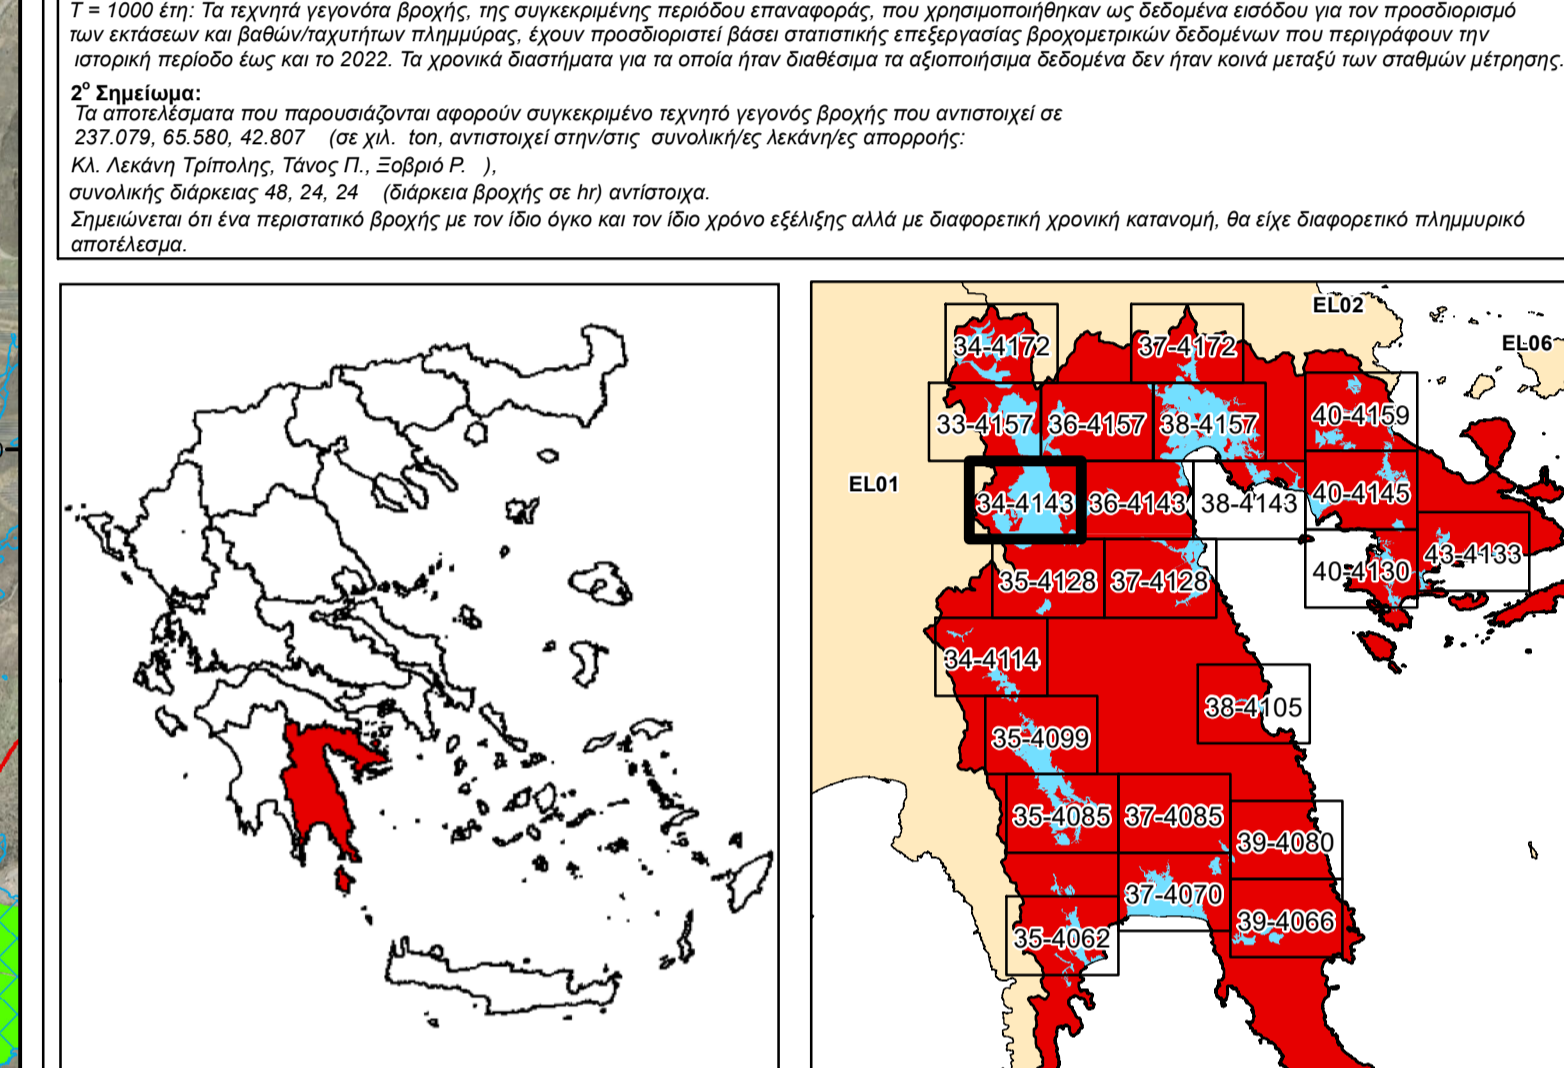 T = 1000 έτη: Τα τεχνητά γεγονότα βροχής, της συγκεκριμένης περιόδου επαναφοράς, που χρησιμοποιήθηκαν ως δεδομένα εισόδου για τον προσδιορισμό
των εκτάσεων και βαθών/ταχυτήτων πλημμύρας, έχουν προσδιοριστεί βάσει στατιστικής επεξεργασίας βροχομετρικών δεδομένων που περιγράφουν την
ιστορική περίοδο έως και το 2022. Τα χρονικά διαστήματα για τα οποία ήταν διαθέσιμα τα αξιοποιήσιμα δεδομένα δεν ήταν κοινά μεταξύ των σταθμών μέτρησης.
2ο Σημείωμα:
Τα αποτελέσματα που παρουσιάζονται αφορούν συγκεκριμένο τεχνητό γεγονός βροχής που αντιστοιχεί σε
237.079, 65.580, 42.807 (σε χιλ. ton, αντιστοιχεί στην/στις συνολική/ες λεκάνη/ες απορροής:
Κλ. Λεκάνη Τρίπολης, Τάνος Π., Ξοβριό Ρ. ),
συνολικής διάρκειας 48, 24, 24 (διάρκεια βροχής σε hr) αντίστοιχα.
Σημειώνεται ότι ένα περιστατικό βροχής με τον ίδιο όγκο και τον ίδιο χρόνο εξέλιξης αλλά με διαφορετική χρονική κατανομή, θα είχε διαφορετικό πλημμυρικό
αποτέλεσμα.
EL02
EL06
34-4172
37-4172
33-4157
36-4157
38-4157
40-4159
EL01
34-4143
36-4143
38-4143
40-4145
35-4128
37-4128
40-4130
43-4133
34-4114
38-4105
35-4099
35-4085
37-4085
39-4080
37-4070
39-4066
35-4062